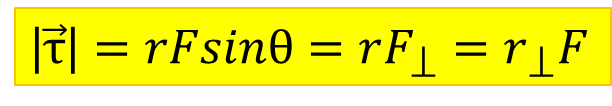 |τ⃗| = rFsinθ = rF⊥ = r⊥F